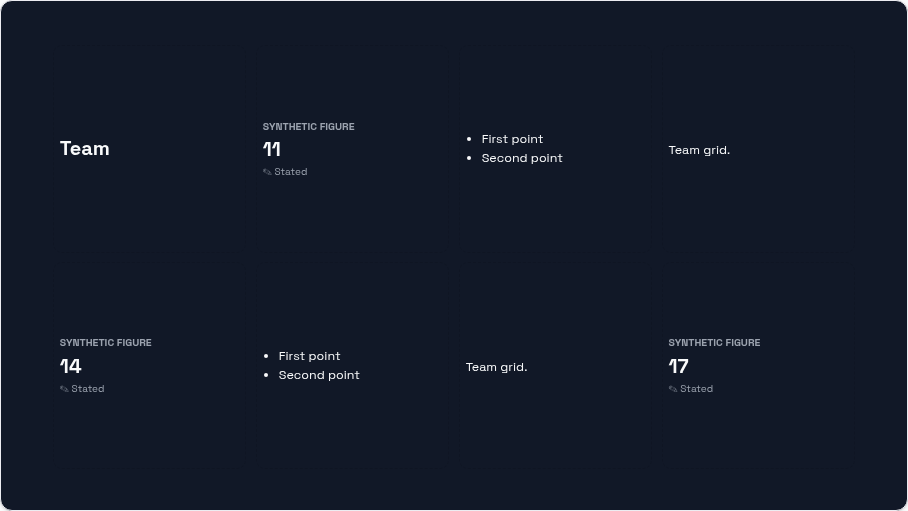 Team
SYNTHETIC FIGURE
11
✎ Stated
• First point
• Second point
Team grid.
SYNTHETIC FIGURE
14
✎ Stated
• First point
• Second point
Team grid.
SYNTHETIC FIGURE
17
✎ Stated